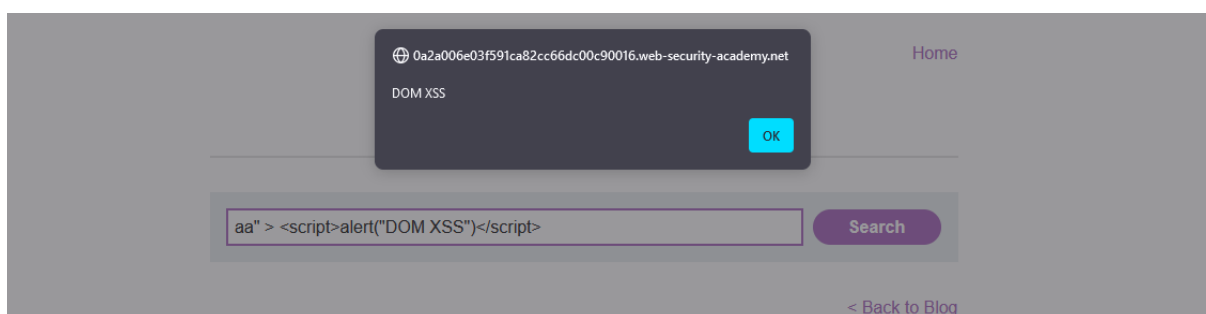 0a2a006e03f591ca82cc66dc00c90016.web-security-academy.net
Home
DOM XSS
OK
aa" > <script>alert("DOM XSS")</script>
Search
< Back to Blog